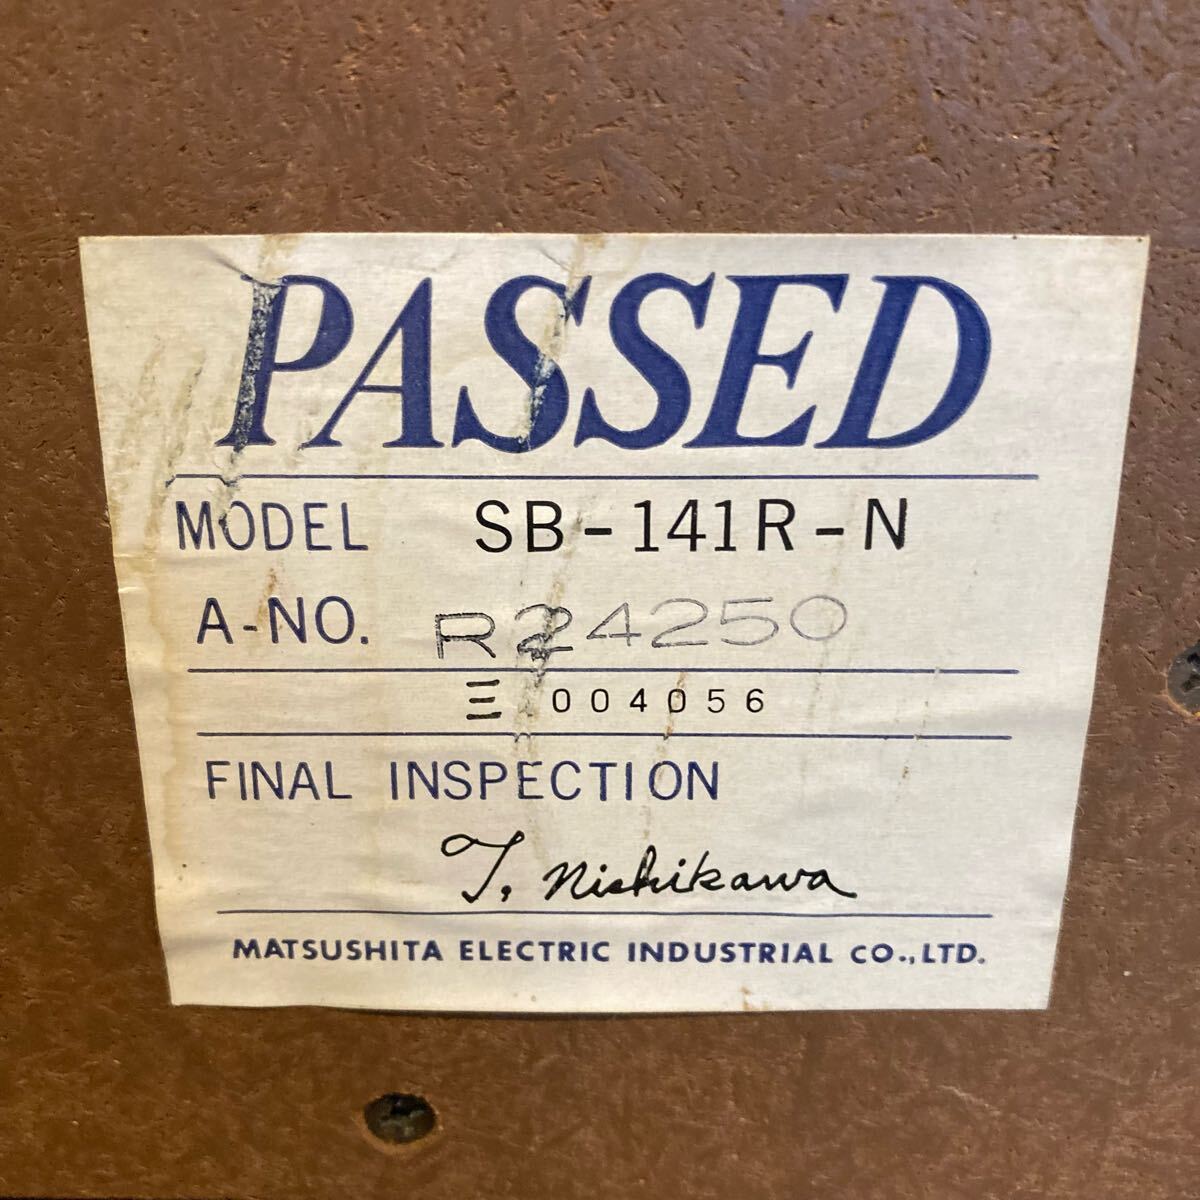 PASSED
MODEL SB-141R-N
A-NO. R24250
三 004056
FINAL INSPECTION
T. Nishikawa
MATSUSHITA ELECTRIC INDUSTRIAL CO.,LTD.